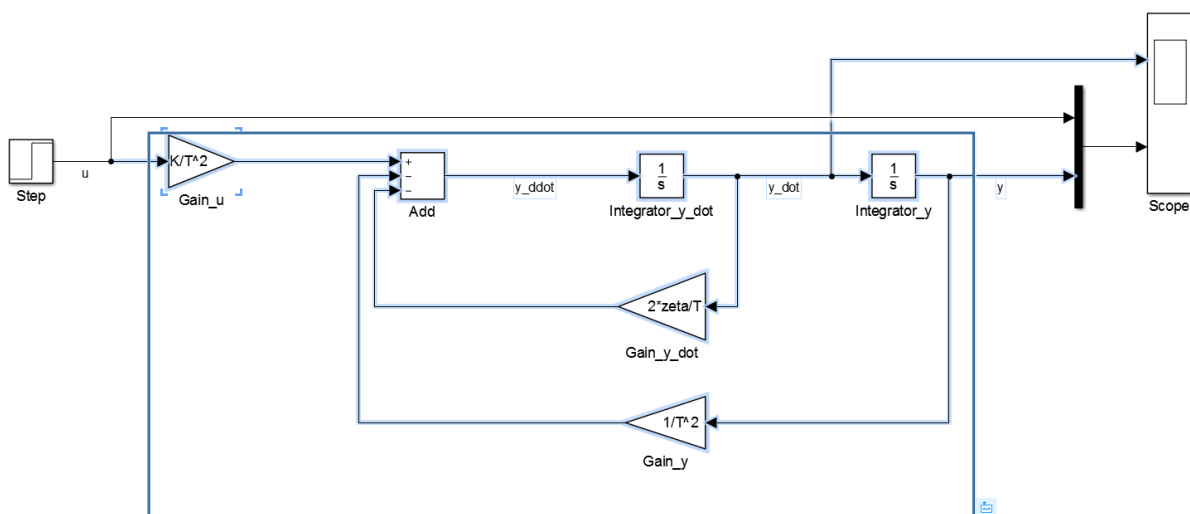 Step
u
K/T^2
Gain_u
+
−
−
Add
y_ddot
1
s
Integrator_y_dot
y_dot
1
s
Integrator_y
y
Scope
2*zeta/T
Gain_y_dot
1/T^2
Gain_y